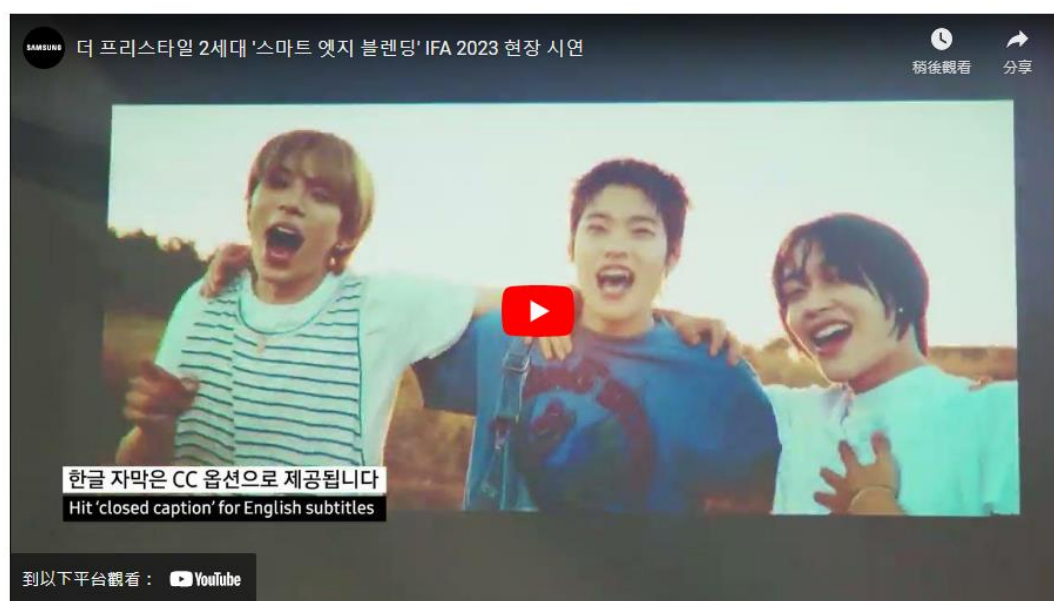 SAMSUNG
더 프리스타일 2세대 '스마트 엣지 블렌딩' IFA 2023 현장 시연
稍後觀看
分享
한글 자막은 CC 옵션으로 제공됩니다
Hit 'closed caption' for English subtitles
到以下平台觀看：
YouTube